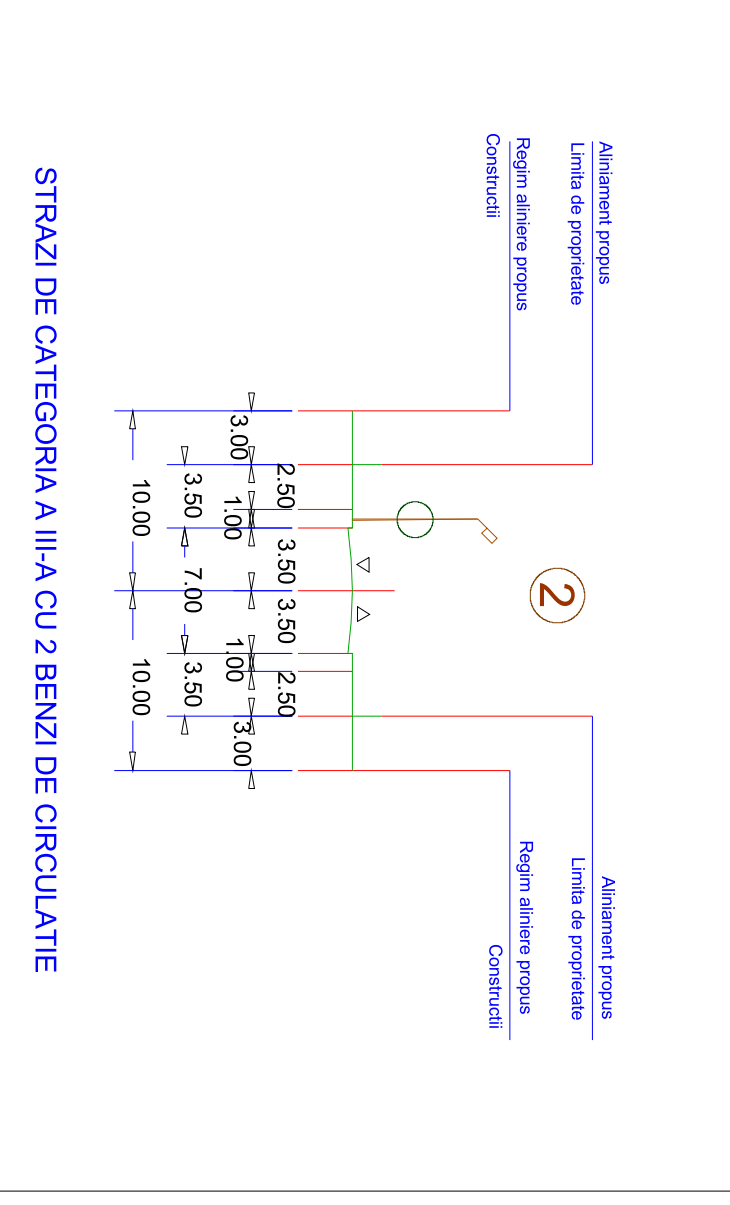 Aliniament propus
Limita de proprietate
Regim aliniere propus
Constructii
Aliniament propus
Limita de proprietate
Regim aliniere propus
Constructii
2
2.50
3.50
3.50
2.50
3.00
1.00
1.00
3.00
3.50
7.00
3.50
10.00
10.00
STRAZI DE CATEGORIA A III-A CU 2 BENZI DE CIRCULATIE